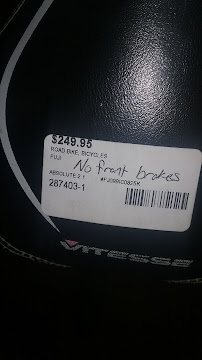 $249.95
ROAD BIKE, BICYCLES
FUJI
No front brakes
ABSOLUTE 2.1
287403-1
VITESSE